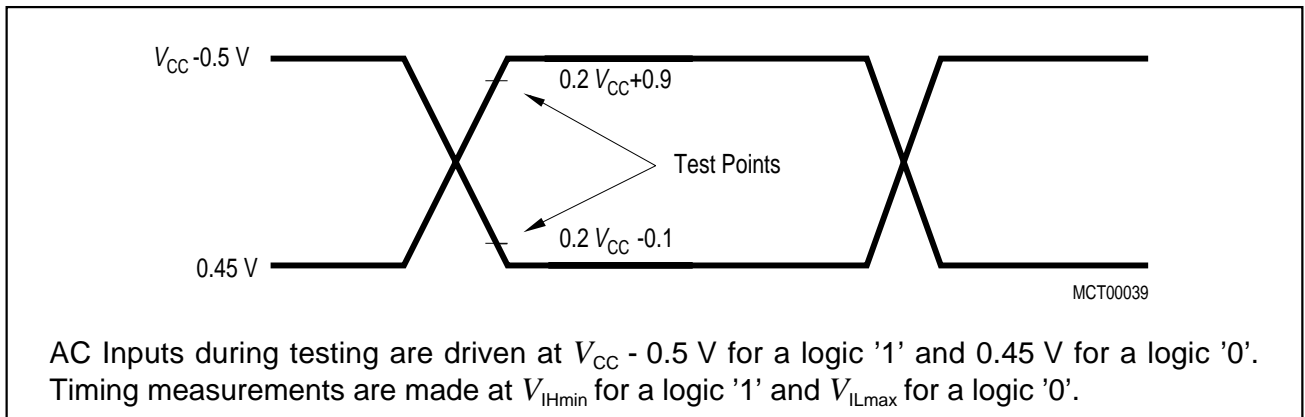 VCC -0.5 V
0.2 VCC+0.9
Test Points
0.2 VCC -0.1
0.45 V
MCT00039
AC Inputs during testing are driven at VCC - 0.5 V for a logic '1' and 0.45 V for a logic '0'.
Timing measurements are made at VIHmin for a logic '1' and VILmax for a logic '0'.